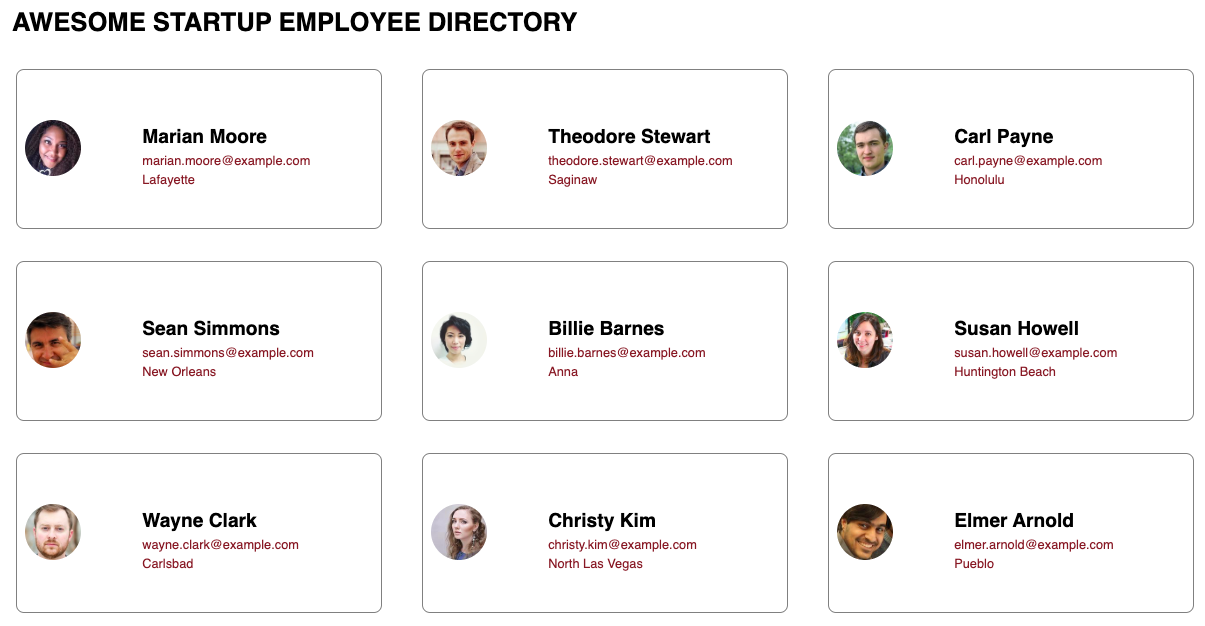 AWESOME STARTUP EMPLOYEE DIRECTORY
Marian Moore
marian.moore@example.com
Lafayette
Theodore Stewart
theodore.stewart@example.com
Saginaw
Carl Payne
carl.payne@example.com
Honolulu
Sean Simmons
sean.simmons@example.com
New Orleans
Billie Barnes
billie.barnes@example.com
Anna
Susan Howell
susan.howell@example.com
Huntington Beach
Wayne Clark
wayne.clark@example.com
Carlsbad
Christy Kim
christy.kim@example.com
North Las Vegas
Elmer Arnold
elmer.arnold@example.com
Pueblo